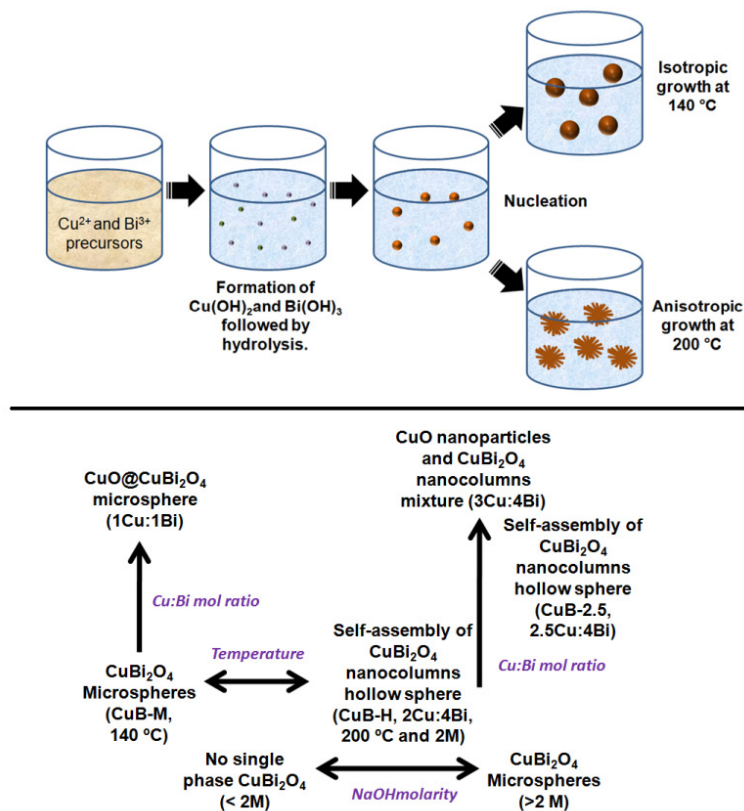 Isotropic
growth at
140 °C
Cu²⁺ and Bi³⁺
precursors
Nucleation
Formation of
Cu(OH)₂and Bi(OH)₃
followed by
hydrolysis.
Anisotropic
growth at
200 °C
CuO nanoparticles
and CuBi₂O₄
nanocolumns
mixture (3Cu:4Bi)
CuO@CuBi₂O₄
microsphere
(1Cu:1Bi)
Self-assembly of
CuBi₂O₄
nanocolumns
hollow sphere
(CuB-2.5,
2.5Cu:4Bi)
Cu:Bi mol ratio
Temperature
Self-assembly of
CuBi₂O₄
nanocolumns
hollow sphere
(CuB-H, 2Cu:4Bi,
200 ºC and 2M)
Cu:Bi mol ratio
CuBi₂O₄
Microspheres
(CuB-M,
140 ºC)
No single
phase CuBi₂O₄
(< 2M)
NaOHmolarity
CuBi₂O₄
Microspheres
(>2 M)